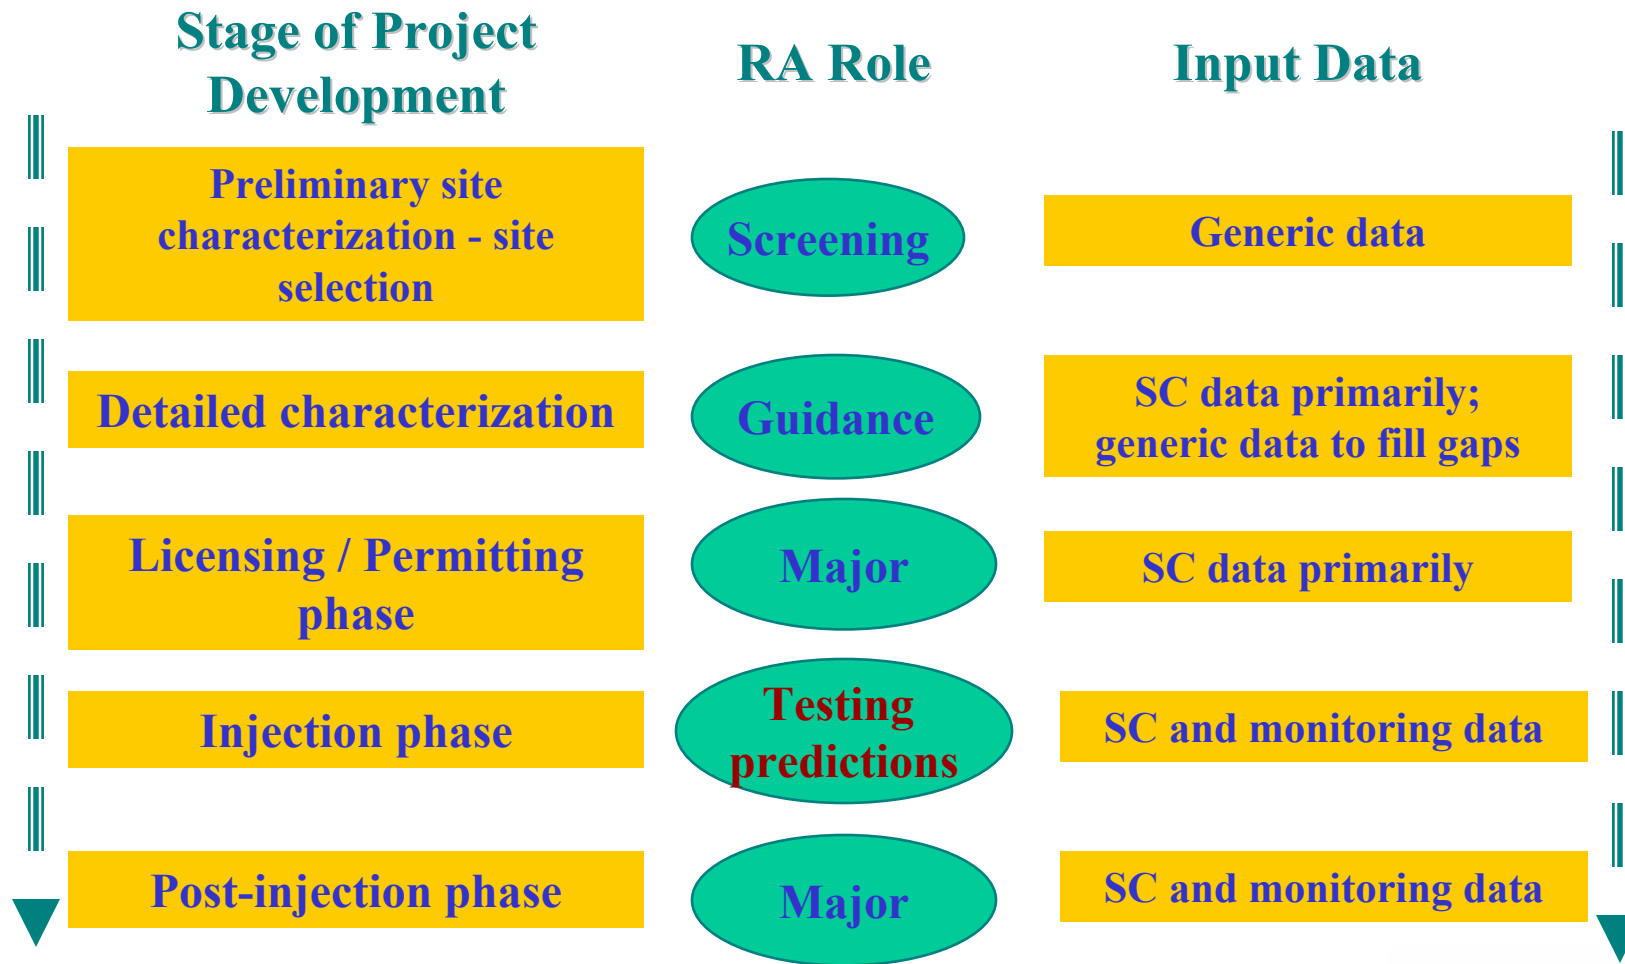 Stage of Project
Development
RA Role
Input Data
Preliminary site
characterization - site
selection
Screening
Generic data
Detailed characterization
Guidance
SC data primarily;
generic data to fill gaps
Licensing / Permitting
phase
Major
SC data primarily
Injection phase
Testing
predictions
SC and monitoring data
Post-injection phase
Major
SC and monitoring data